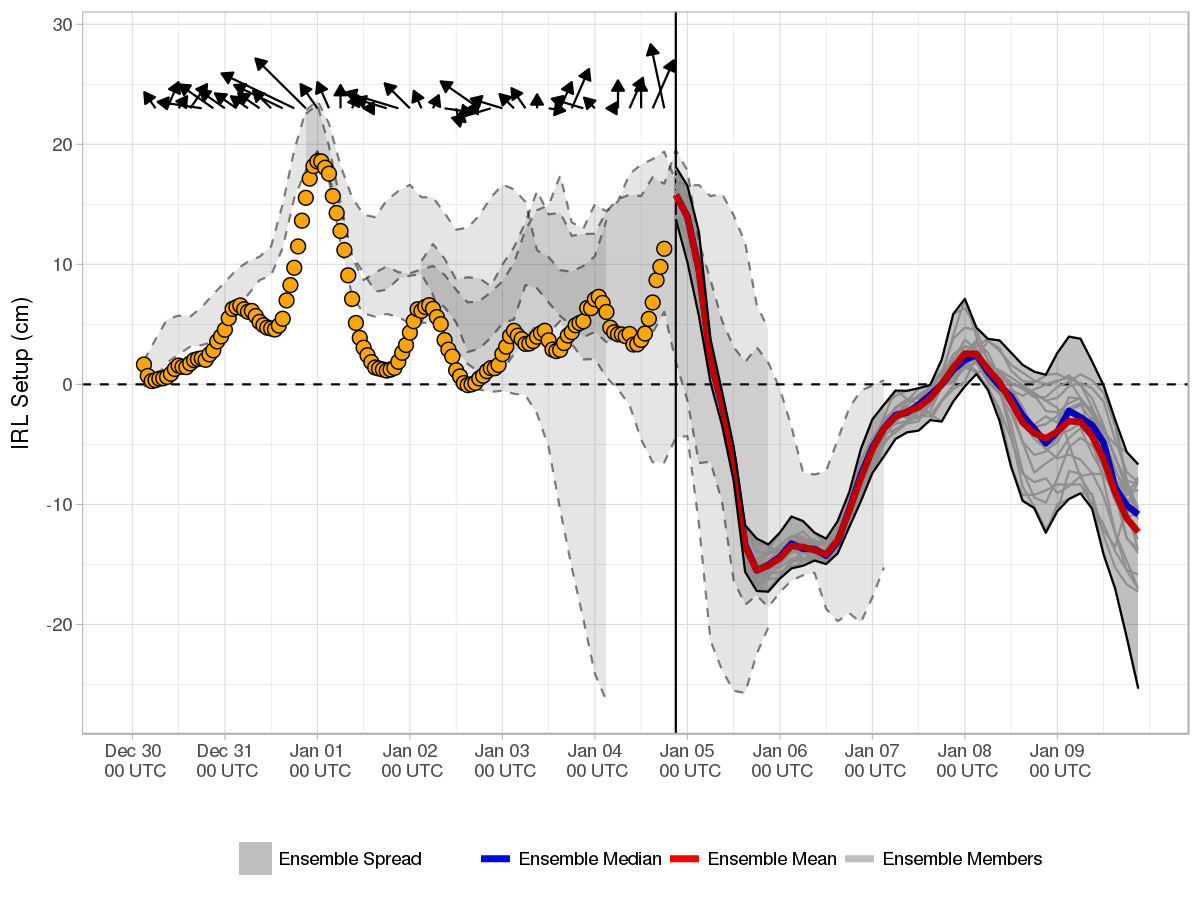 30
20
10
0
-10
-20
IRL Setup (cm)
Dec 30 Dec 31 Jan 01 Jan 02 Jan 03 Jan 04 Jan 05 Jan 06 Jan 07 Jan 08 Jan 09
00 UTC 00 UTC 00 UTC 00 UTC 00 UTC 00 UTC 00 UTC 00 UTC 00 UTC 00 UTC 00 UTC
Ensemble Spread Ensemble Median Ensemble Mean Ensemble Members